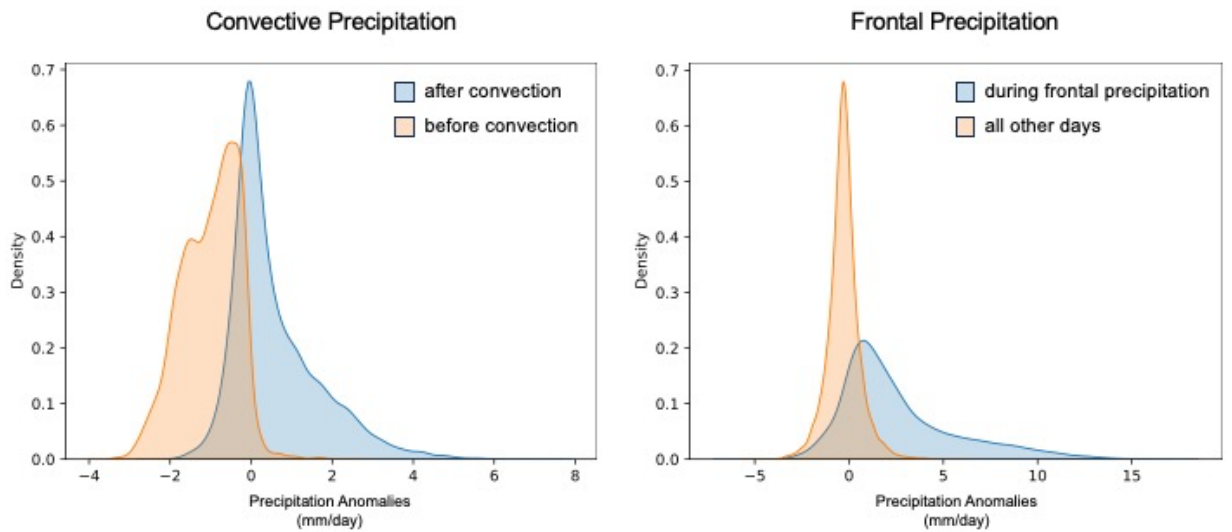 Convective Precipitation
0.7
0.6
0.5
0.4
0.3
0.2
0.1
0.0
Density
after convection
before convection
−4
−2
0
2
4
6
8
Precipitation Anomalies
(mm/day)
Frontal Precipitation
0.7
0.6
0.5
0.4
0.3
0.2
0.1
0.0
Density
during frontal precipitation
all other days
−5
0
5
10
15
Precipitation Anomalies
(mm/day)